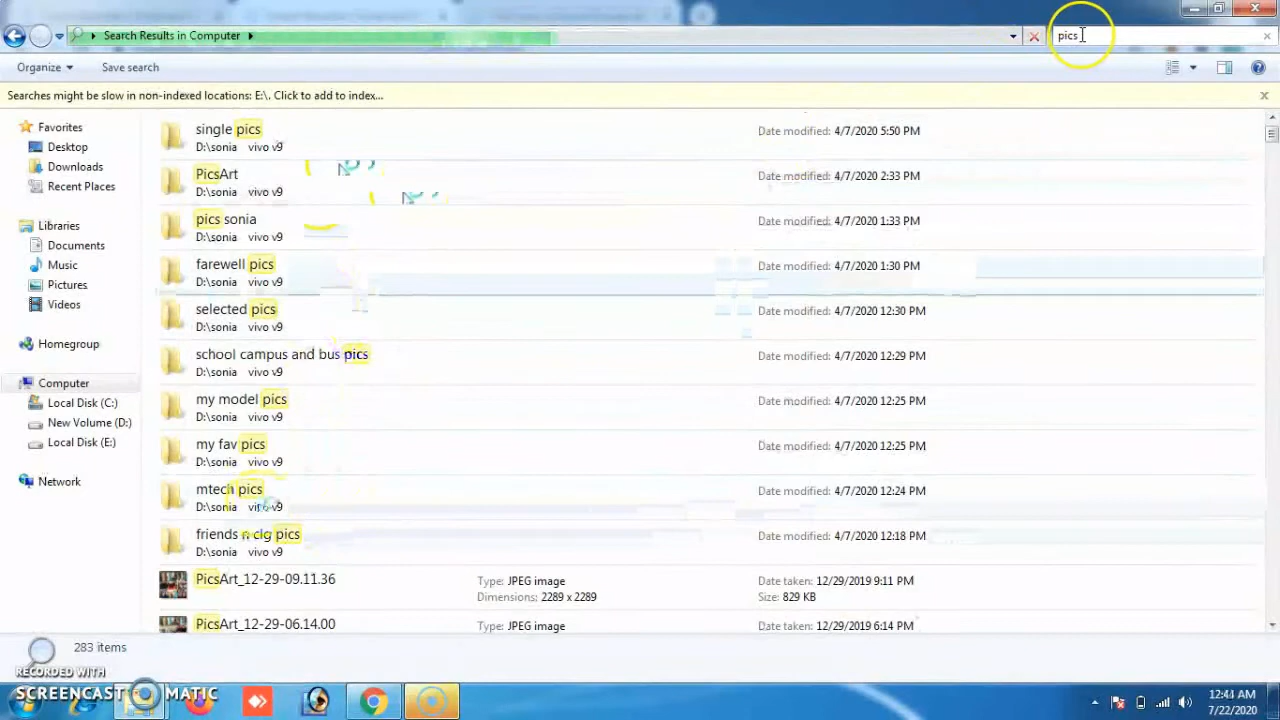 Search Results in Computer
pics
Organize
Save search
Searches might be slow in non-indexed locations: E:\. Click to add to index...
Favorites
Desktop
Downloads
Recent Places
Libraries
Documents
Music
Pictures
Videos
Homegroup
Computer
Local Disk (C:)
New Volume (D:)
Local Disk (E:)
Network
single pics
D:\sonia vivo v9
Date modified: 4/7/2020 5:50 PM
PicsArt
D:\sonia vivo v9
Date modified: 4/7/2020 2:33 PM
pics sonia
D:\sonia vivo v9
Date modified: 4/7/2020 1:33 PM
farewell pics
D:\sonia vivo v9
Date modified: 4/7/2020 1:30 PM
selected pics
D:\sonia vivo v9
Date modified: 4/7/2020 12:30 PM
school campus and bus pics
D:\sonia vivo v9
Date modified: 4/7/2020 12:29 PM
my model pics
D:\sonia vivo v9
Date modified: 4/7/2020 12:25 PM
my fav pics
D:\sonia vivo v9
Date modified: 4/7/2020 12:25 PM
mtech pics
D:\sonia vivo v9
Date modified: 4/7/2020 12:24 PM
friends n clg pics
D:\sonia vivo v9
Date modified: 4/7/2020 12:18 PM
PicsArt_12-29-09.11.36
Type: JPEG image
Dimensions: 2289 x 2289
Date taken: 12/29/2019 9:11 PM
Size: 829 KB
PicsArt_12-29-06.14.00
Type: JPEG image
Date taken: 12/29/2019 6:14 PM
283 items
RECORDED WITH
SCREENCAST MATIC
12:44 AM
7/22/2020